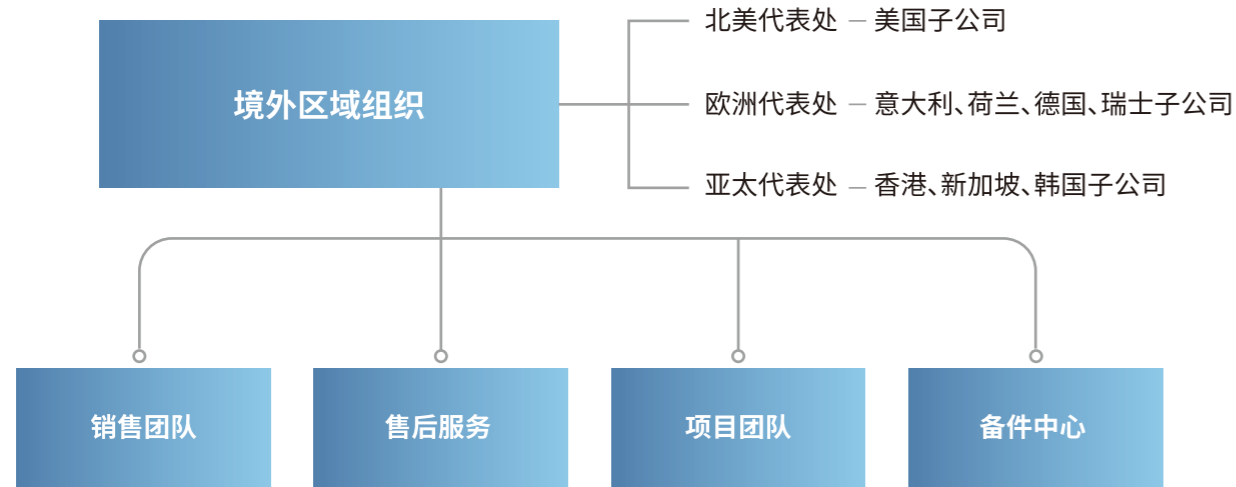 北美代表处 – 美国子公司
境外区域组织
欧洲代表处 – 意大利、荷兰、德国、瑞士子公司
亚太代表处 – 香港、新加坡、韩国子公司
销售团队
售后服务
项目团队
备件中心